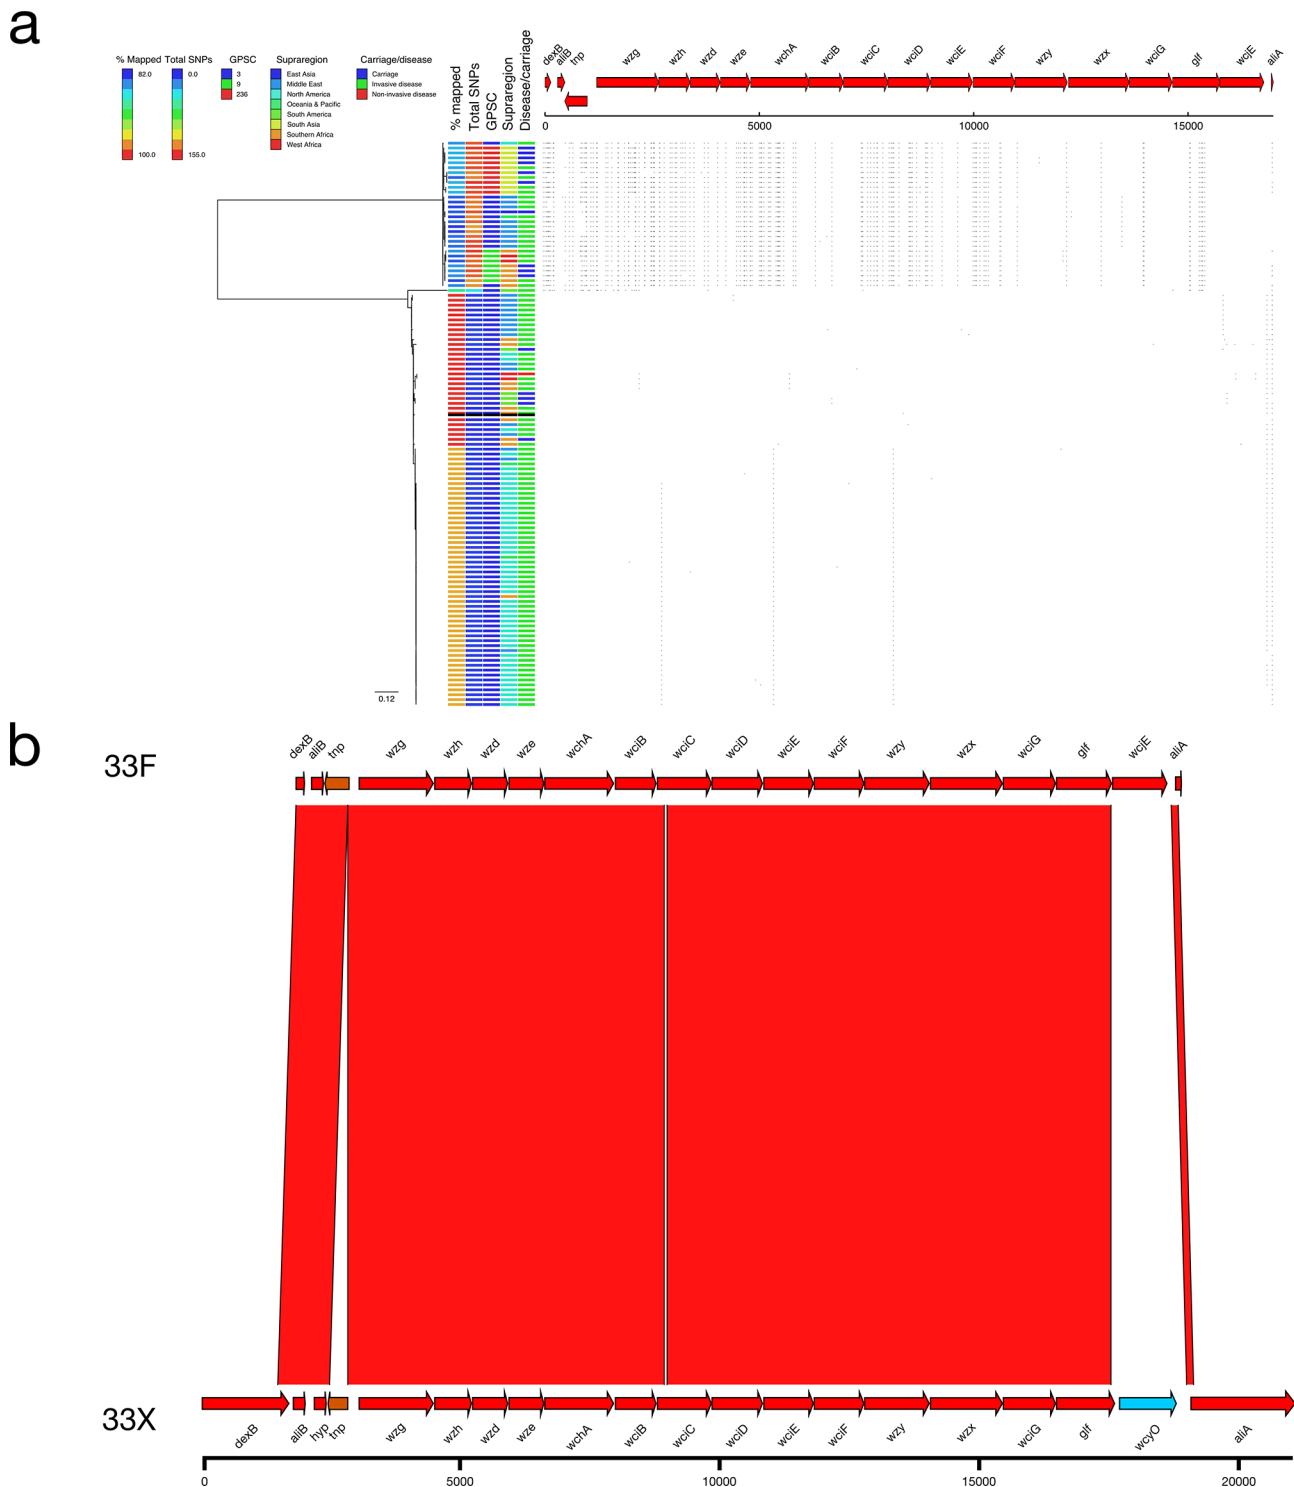 a
dexB aliB tnp wzg wzh wzd wze wchA wciB wciC wciD wciE wciF wzy wzx wciG glf wcjE aliA
% Mapped Total SNPs GPSC Supraregion Carriage/disease
82.0 0.0 3 East Asia Carriage
9 Middle East Invasive disease
236 North America Non-invasive disease
Oceania & Pacific
South America
South Asia
Southern Africa
100.0 155.0 West Africa
% mapped
Total SNPs
GPSC
Supraregion
Disease/carriage
0 5000 10000 15000
0.12
b
33F
dexB aliB tnp wzg wzh wzd wze wchA wciB wciC wciD wciE wciF wzy wzx wciG glf wcjE aliA
33X
dexB aliB hyp tnp wzg wzh wzd wze wchA wciB wciC wciD wciE wciF wzy wzx wciG glf wcyO aliA
0 5000 10000 15000 20000